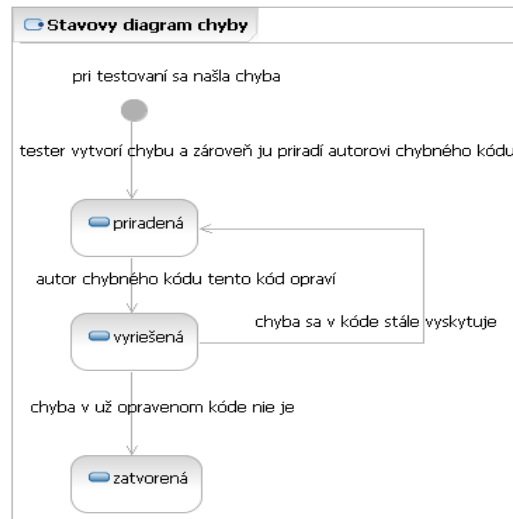 Stavovy diagram chyby
pri testovaní sa našla chyba
tester vytvorí chybu a zároveň ju priradí autorovi chybného kódu
priradená
autor chybného kódu tento kód opraví
chyba sa v kóde stále vyskytuje
vyriešená
chyba v už opravenom kóde nie je
zatvorená